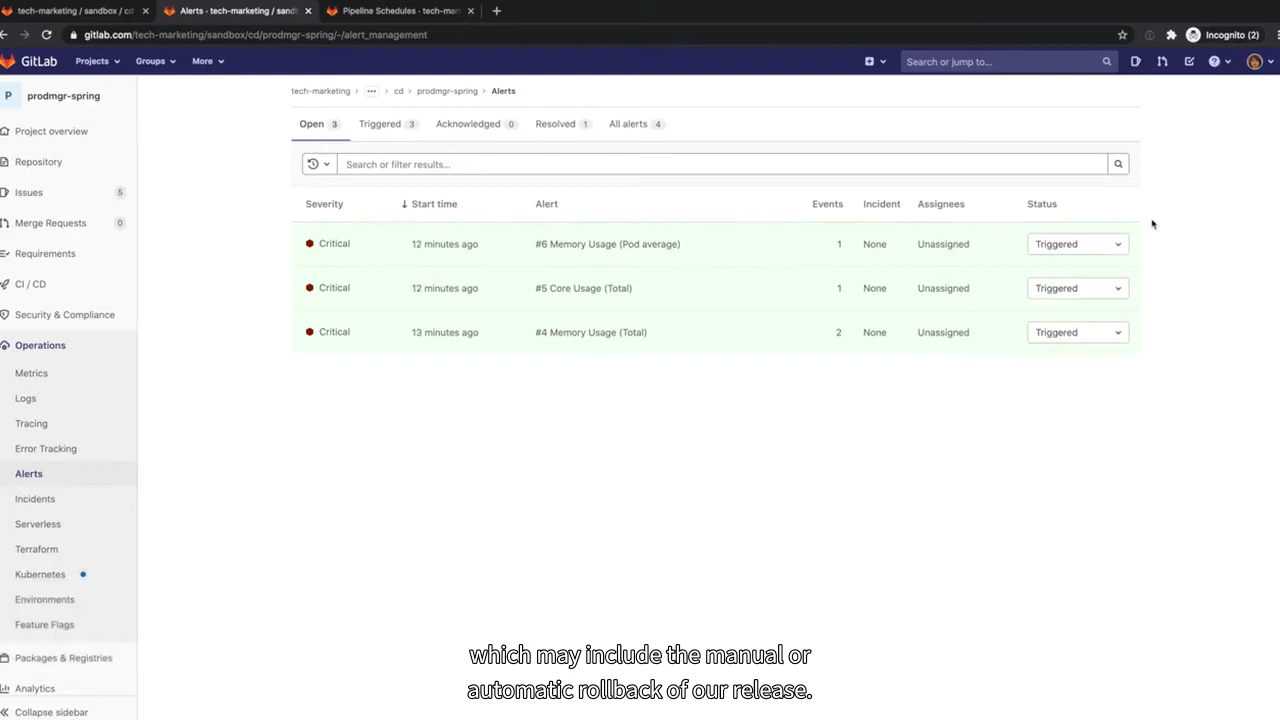 tech-marketing / sandbox / cd
Alerts · tech-marketing / sandb
Pipeline Schedules · tech-mark
gitlab.com/tech-marketing/sandbox/cd/prodmgr-spring/-/alert_management
Incognito (2)
GitLab
Projects
Groups
More
Search or jump to...
P
prodmgr-spring
Project overview
Repository
Issues 5
Merge Requests 0
Requirements
CI / CD
Security & Compliance
Operations
Metrics
Logs
Tracing
Error Tracking
Alerts
Incidents
Serverless
Terraform
Kubernetes
Environments
Feature Flags
Packages & Registries
Analytics
Collapse sidebar
tech-marketing > ... > cd > prodmgr-spring > Alerts
Open 3 Triggered 3 Acknowledged 0 Resolved 1 All alerts 4
Search or filter results...
Severity Start time Alert Events Incident Assignees Status
Critical 12 minutes ago #6 Memory Usage (Pod average) 1 None Unassigned Triggered
Critical 12 minutes ago #5 Core Usage (Total) 1 None Unassigned Triggered
Critical 13 minutes ago #4 Memory Usage (Total) 2 None Unassigned Triggered
which may include the manual or
automatic rollback of our release.